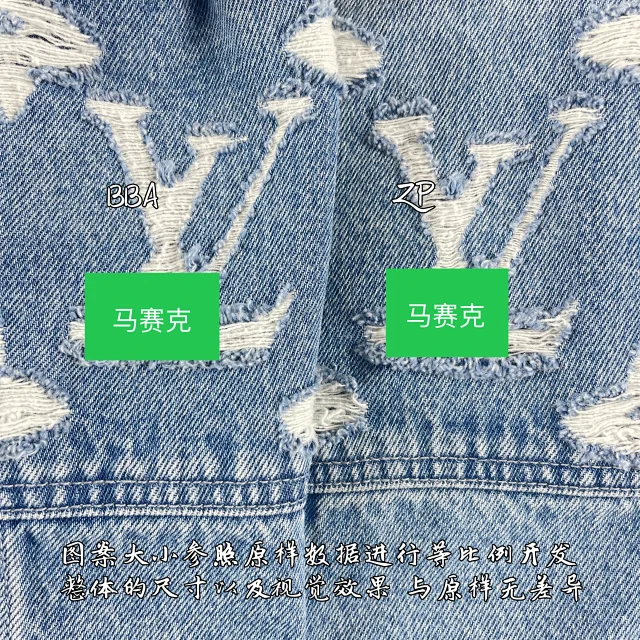 BBA
ZP
马赛克
马赛克
图案大小参照原样数据进行等比例开发
整体的尺寸以及视觉效果 与原样无差异